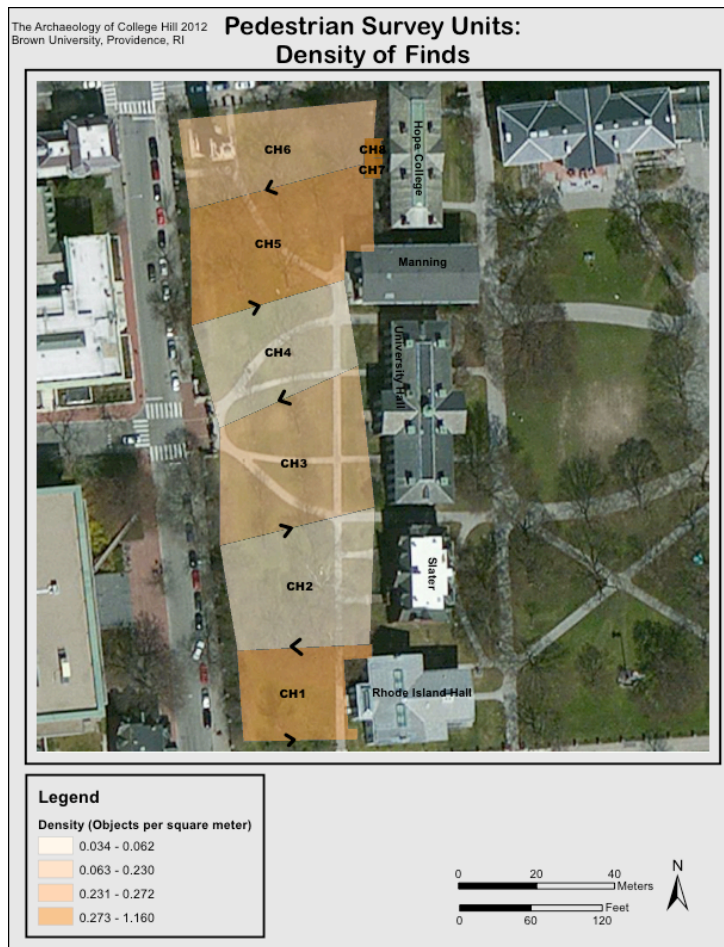 The Archaeology of College Hill 2012
Brown University, Providence, RI
Pedestrian Survey Units:
Density of Finds
CH6
CH8
CH7
Hope College
CH5
Manning
CH4
University Hall
CH3
CH2
Slater
CH1
Rhode Island Hall
Legend
Density (Objects per square meter)
0.034 - 0.062
0.063 - 0.230
0.231 - 0.272
0.273 - 1.160
0 20 40
Meters
Feet
0 60 120
N